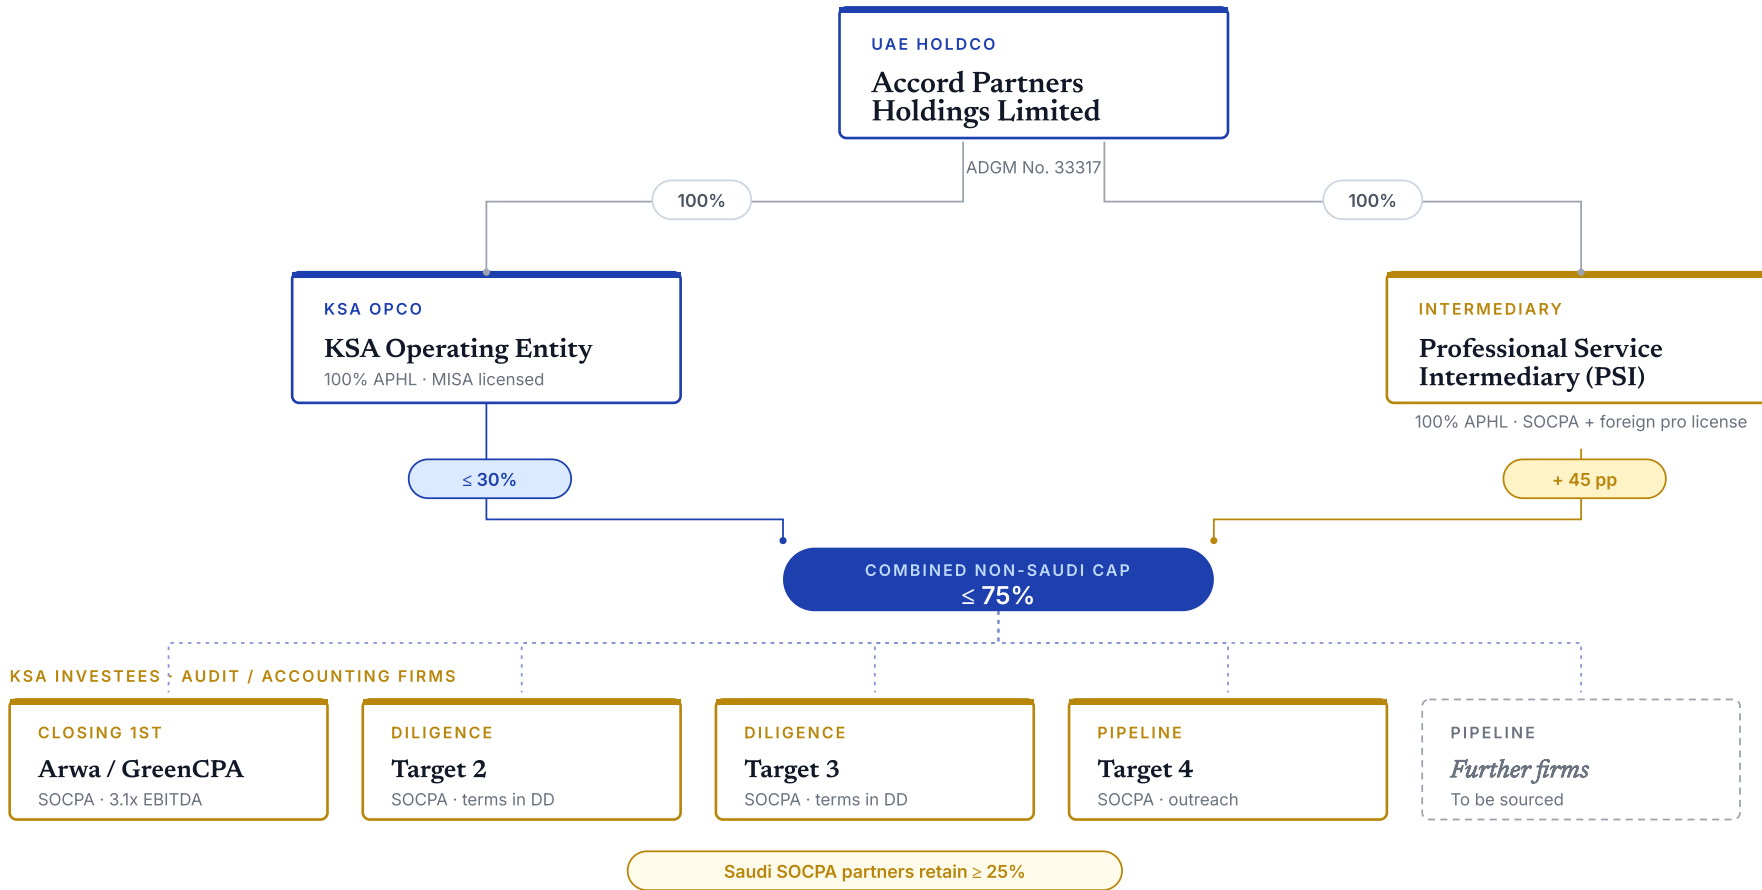 UAE HOLDCO
Accord Partners
Holdings Limited
ADGM No. 33317
100%
100%
KSA OPCO
KSA Operating Entity
100% APHL · MISA licensed
INTERMEDIARY
Professional Service
Intermediary (PSI)
100% APHL · SOCPA + foreign pro license
≤ 30%
+ 45 pp
COMBINED NON-SAUDI CAP
≤ 75%
KSA INVESTEES · AUDIT / ACCOUNTING FIRMS
CLOSING 1ST
Arwa / GreenCPA
SOCPA · 3.1x EBITDA
DILIGENCE
Target 2
SOCPA · terms in DD
DILIGENCE
Target 3
SOCPA · terms in DD
PIPELINE
Target 4
SOCPA · outreach
PIPELINE
Further firms
To be sourced
Saudi SOCPA partners retain ≥ 25%